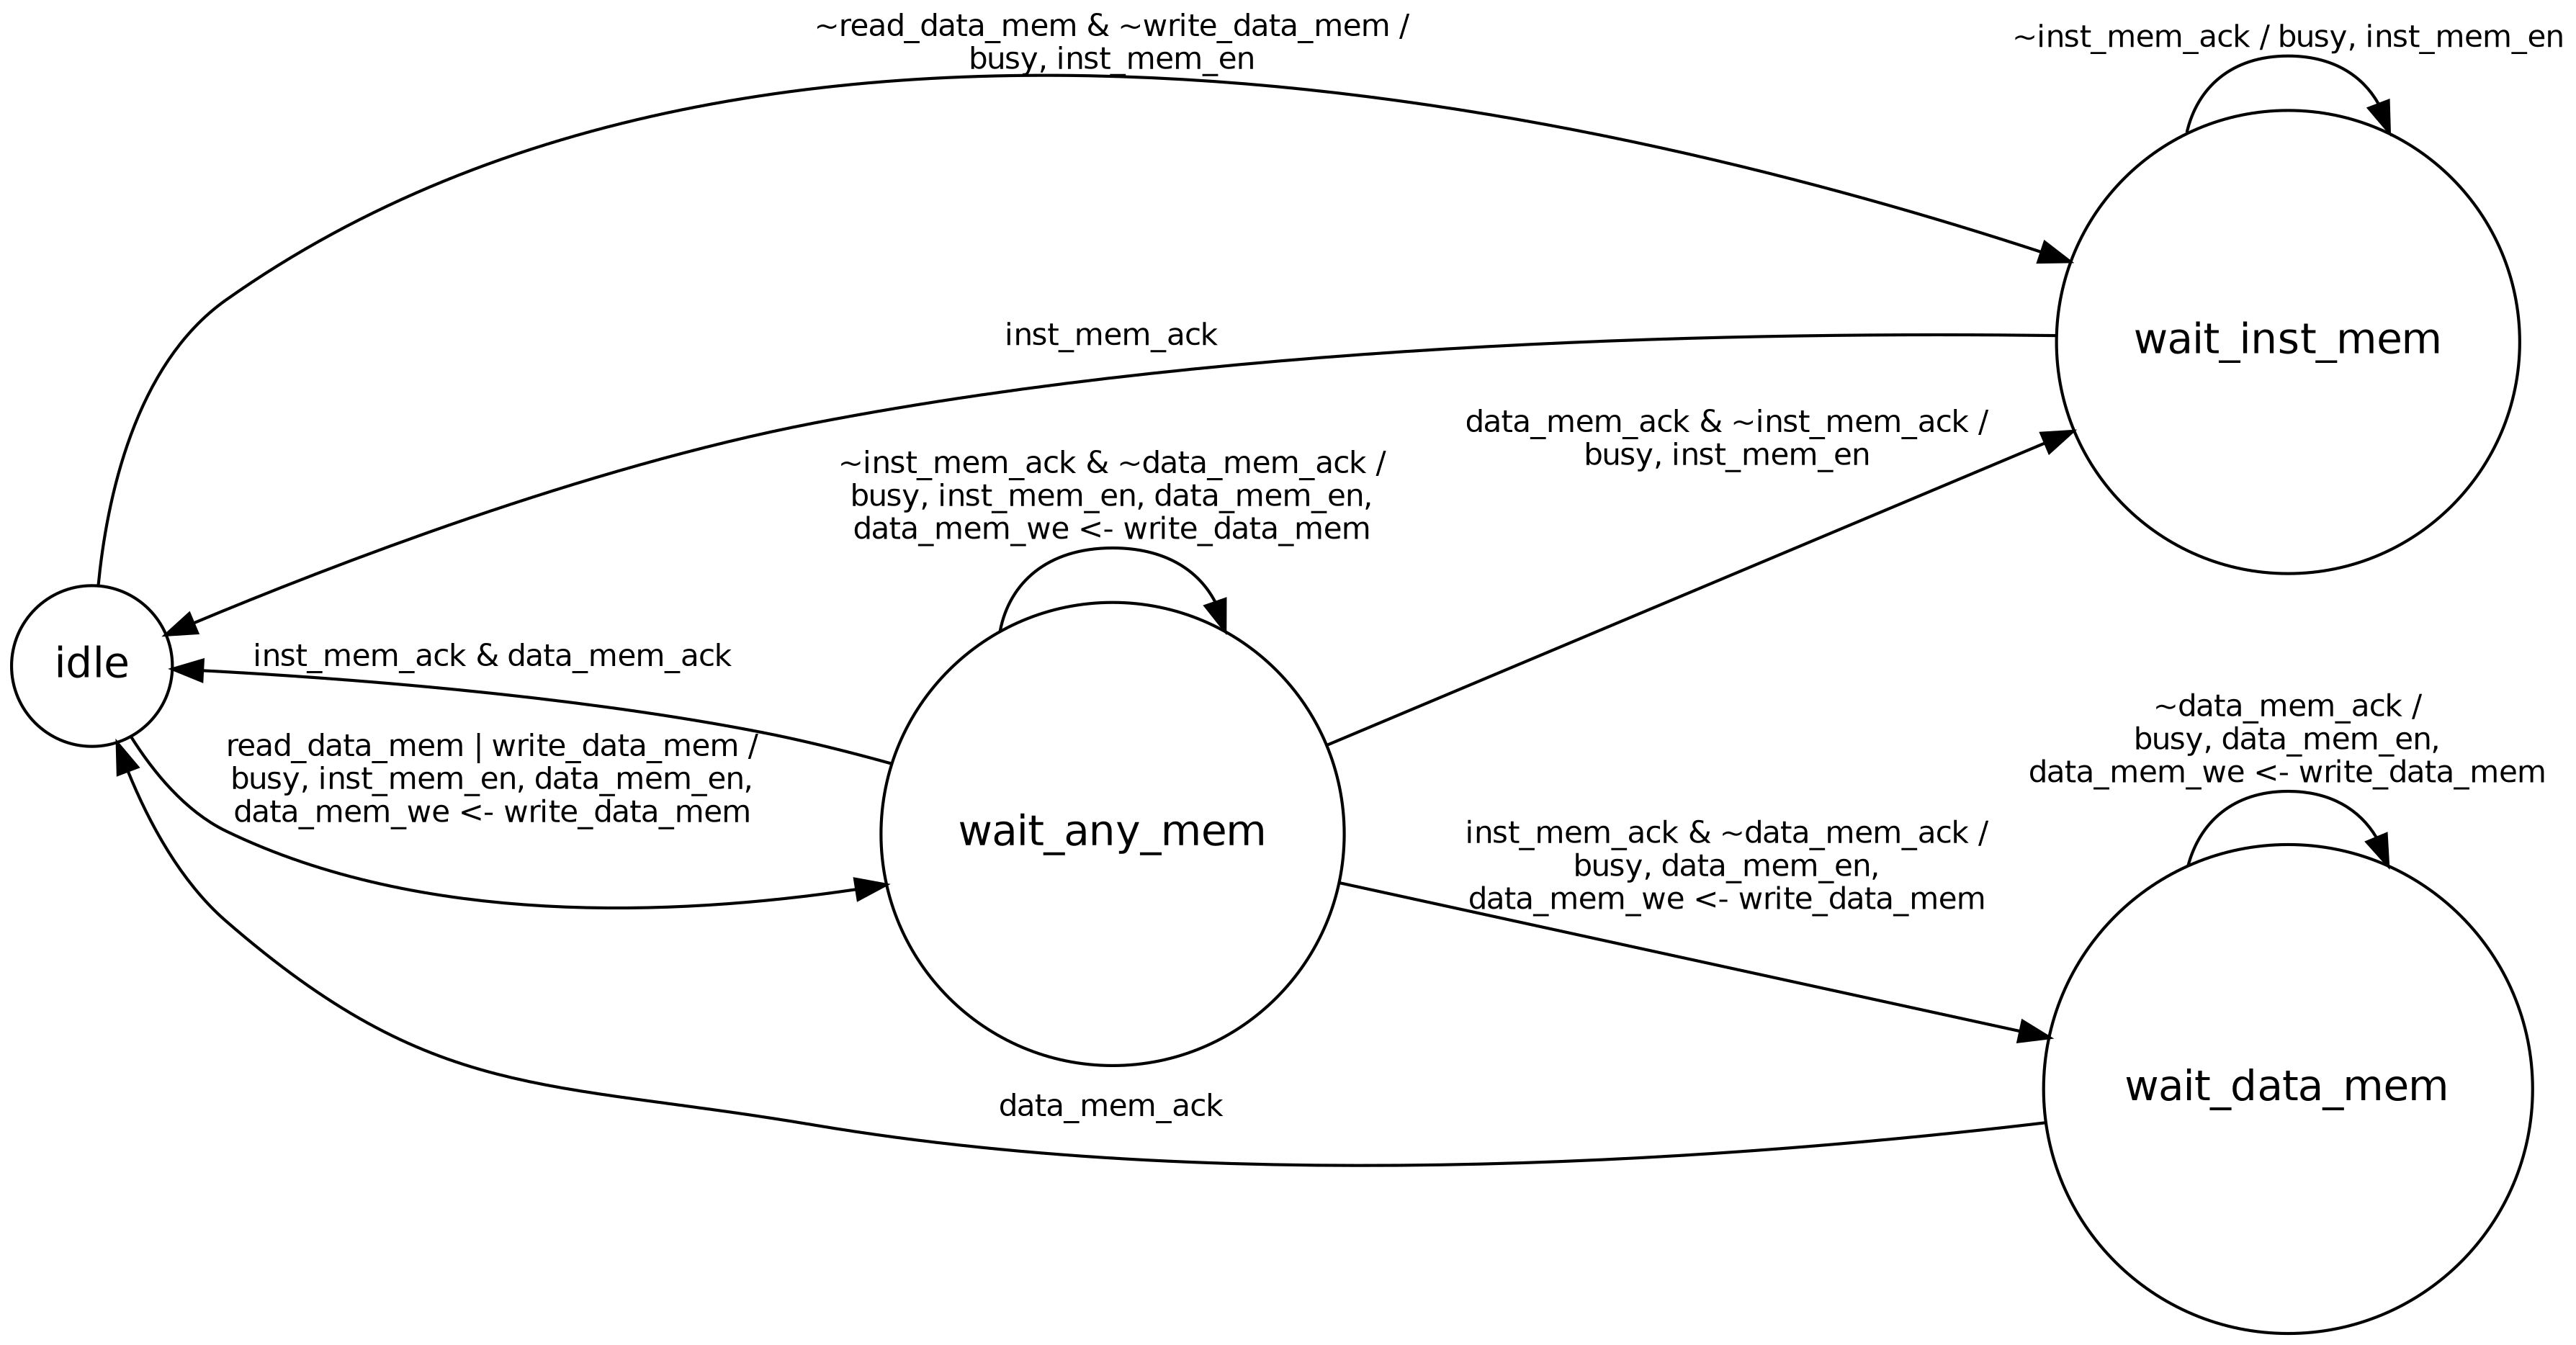 ~read_data_mem & ~write_data_mem /
busy, inst_mem_en
~inst_mem_ack / busy, inst_mem_en
wait_inst_mem
inst_mem_ack
data_mem_ack & ~inst_mem_ack /
busy, inst_mem_en
~inst_mem_ack & ~data_mem_ack /
busy, inst_mem_en, data_mem_en,
data_mem_we <- write_data_mem
idle
inst_mem_ack & data_mem_ack
read_data_mem | write_data_mem /
busy, inst_mem_en, data_mem_en,
data_mem_we <- write_data_mem
wait_any_mem
~data_mem_ack /
busy, data_mem_en,
data_mem_we <- write_data_mem
inst_mem_ack & ~data_mem_ack /
busy, data_mem_en,
data_mem_we <- write_data_mem
wait_data_mem
data_mem_ack